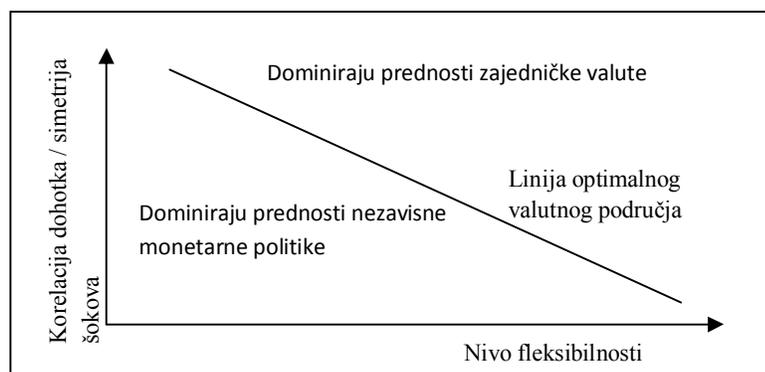 Dominiraju prednosti zajedničke valute
Korelacija dohotka / simetrija
šokova
Linija optimalnog
valutnog područja
Dominiraju prednosti nezavisne
monetarne politike
Nivo fleksibilnosti